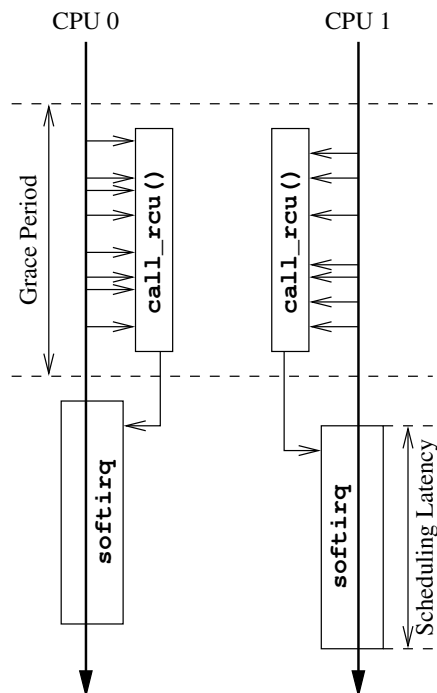 CPU 0
CPU 1
Grace Period
call_rcu()
call_rcu()
softirq
softirq
Scheduling Latency